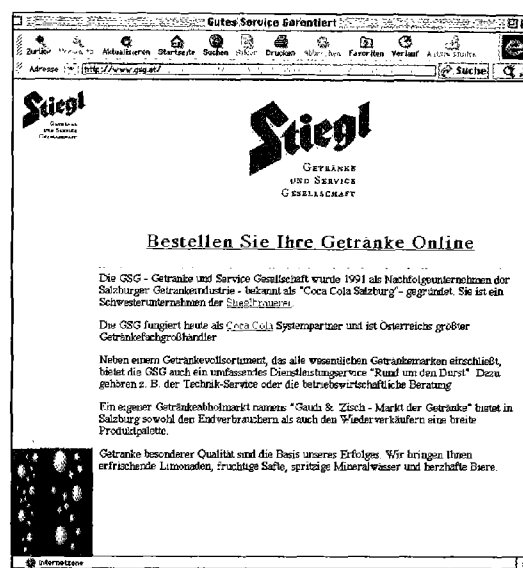 Gutes Service Garantiert
Zurück Aktualisieren Startseite Suchen Bilder Drucken Favoriten Verlauf
Adresse http://www.gsg.at/ Suche
Stiegl
GETRÄNKE
UND SERVICE
GESELLSCHAFT
Stiegl
GETRÄNKE
UND SERVICE
GESELLSCHAFT
Bestellen Sie Ihre Getränke Online
Die GSG - Getränke und Service Gesellschaft wurde 1991 als Nachfolgeunternehmen der
Salzburger Getränkeindustrie - bekannt als "Coca Cola Salzburg" - gegründet. Sie ist ein
Schwesterunternehmen der Stieglbrauerei.
Die GSG fungiert heute als Coca Cola Systempartner und ist Österreichs größter
Getränkefachgroßhändler
Neben einem Getränkevollsortiment, das alle wesentlichen Getränkemarken einschließt,
bietet die GSG auch ein umfassendes Dienstleistungservice "Rund um den Durst". Dazu
gehören z. B. der Technik-Service oder die betriebswirtschaftliche Beratung
Ein eigener Getränkeabholmarkt namens "Gauch & Zisch - Markt der Getränke" bietet in
Salzburg sowohl den Endverbrauchern als auch den Wiederverkäufern eine breite
Produktpalette.
Getränke besonderer Qualität sind die Basis unseres Erfolges. Wir bringen Ihnen
erfrischende Limonaden, fruchtige Säfte, spritzige Mineralwässer und herzhafte Biere.
Internetzone